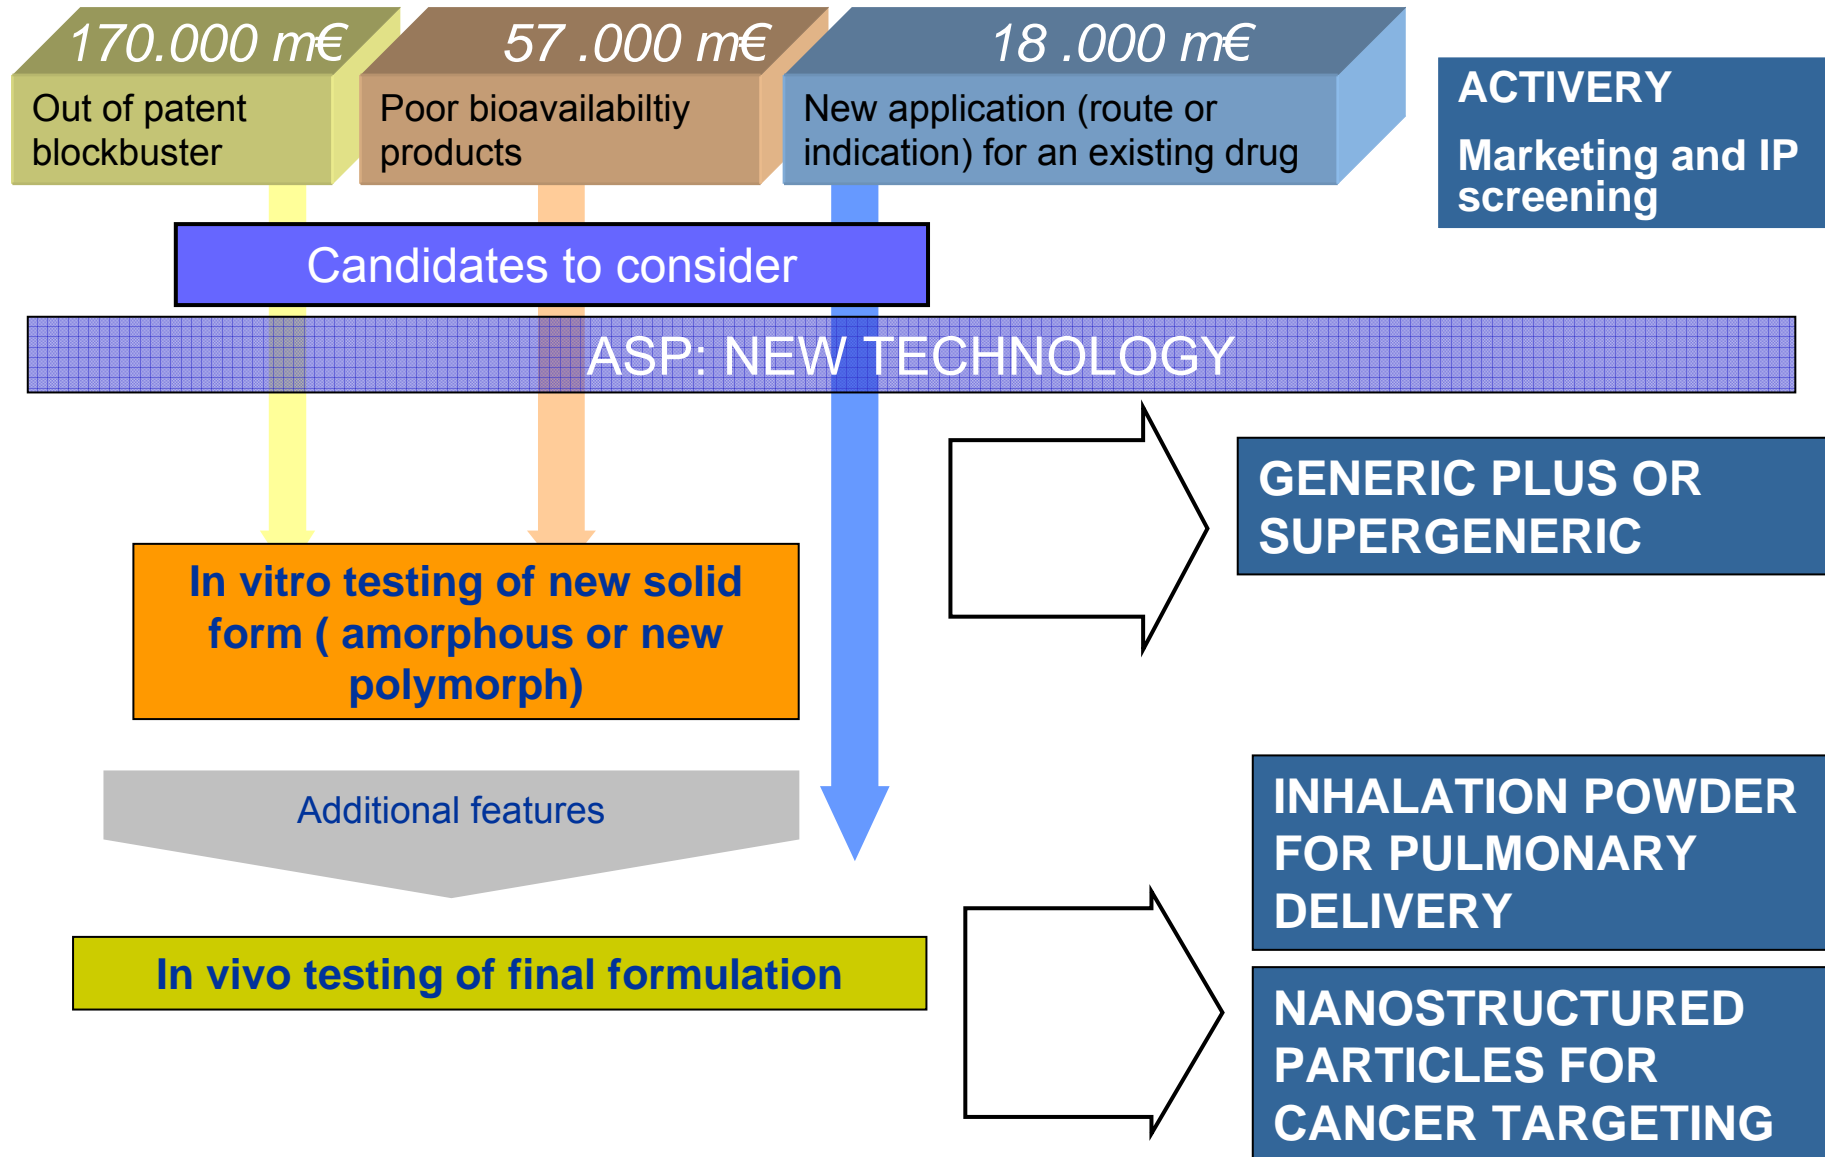 170.000 m€
Out of patent
blockbuster
57 .000 m€
Poor bioavailabiltiy
products
18 .000 m€
New application (route or
indication) for an existing drug
ACTIVERY
Marketing and IP
screening
Candidates to consider
ASP: NEW TECHNOLOGY
GENERIC PLUS OR
SUPERGENERIC
In vitro testing of new solid
form ( amorphous or new
polymorph)
Additional features
INHALATION POWDER
FOR PULMONARY
DELIVERY
In vivo testing of final formulation
NANOSTRUCTURED
PARTICLES FOR
CANCER TARGETING